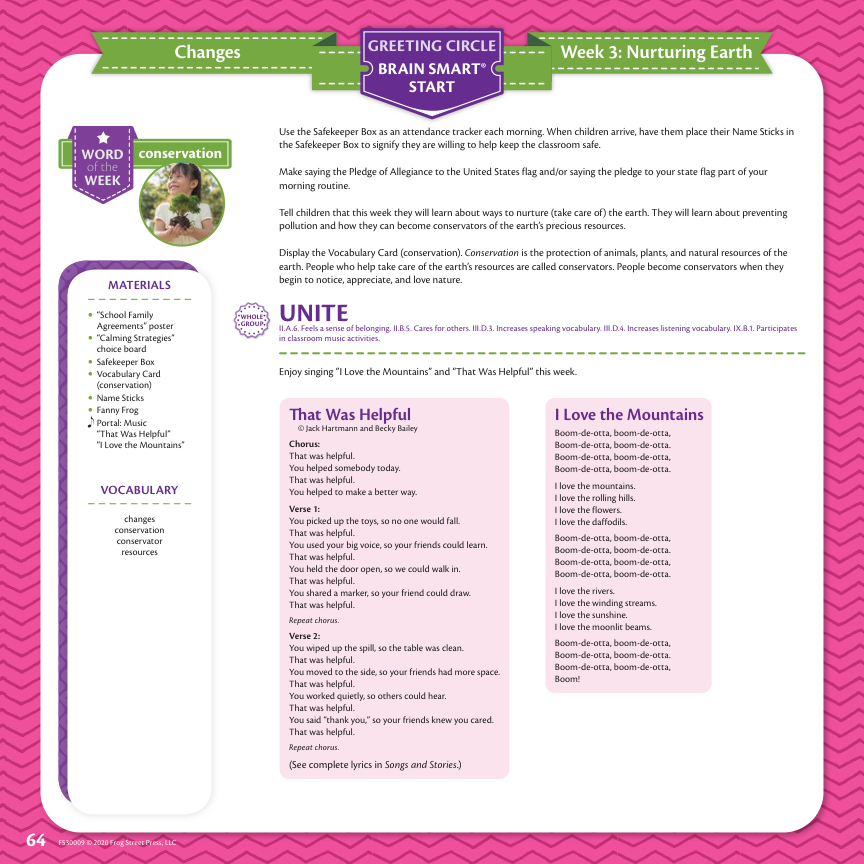 Changes
GREETING CIRCLE
BRAIN SMART®
START
Week 3: Nurturing Earth
WORD
of the
WEEK
conservation
Use the Safekeeper Box as an attendance tracker each morning. When children arrive, have them place their Name Sticks in
the Safekeeper Box to signify they are willing to help keep the classroom safe.
Make saying the Pledge of Allegiance to the United States flag and/or saying the pledge to your state flag part of your
morning routine.
Tell children that this week they will learn about ways to nurture (take care of) the earth. They will learn about preventing
pollution and how they can become conservators of the earth's precious resources.
Display the Vocabulary Card (conservation). Conservation is the protection of animals, plants, and natural resources of the
earth. People who help take care of the earth's resources are called conservators. People become conservators when they
begin to notice, appreciate, and love nature.
MATERIALS
• "School Family
Agreements" poster
• "Calming Strategies"
choice board
• Safekeeper Box
• Vocabulary Card
(conservation)
• Name Sticks
• Fanny Frog
Portal: Music
"That Was Helpful"
"I Love the Mountains"
VOCABULARY
changes
conservation
conservator
resources
WHOLE
GROUP
UNITE
II.A.6. Feels a sense of belonging. II.B.5. Cares for others. III.D.3. Increases speaking vocabulary. III.D.4. Increases listening vocabulary. IX.B.1. Participates
in classroom music activities.
Enjoy singing "I Love the Mountains" and "That Was Helpful" this week.
That Was Helpful
© Jack Hartmann and Becky Bailey
Chorus:
That was helpful.
You helped somebody today.
That was helpful.
You helped to make a better way.
Verse 1:
You picked up the toys, so no one would fall.
That was helpful.
You used your big voice, so your friends could learn.
That was helpful.
You held the door open, so we could walk in.
That was helpful.
You shared a marker, so your friend could draw.
That was helpful.
Repeat chorus.
Verse 2:
You wiped up the spill, so the table was clean.
That was helpful.
You moved to the side, so your friends had more space.
That was helpful.
You worked quietly, so others could hear.
That was helpful.
You said "thank you," so your friends knew you cared.
That was helpful.
Repeat chorus.
(See complete lyrics in Songs and Stories.)
I Love the Mountains
Boom-de-otta, boom-de-otta,
Boom-de-otta, boom-de-otta.
Boom-de-otta, boom-de-otta,
Boom-de-otta, boom-de-otta.
I love the mountains.
I love the rolling hills.
I love the flowers.
I love the daffodils.
Boom-de-otta, boom-de-otta,
Boom-de-otta, boom-de-otta.
Boom-de-otta, boom-de-otta,
Boom-de-otta, boom-de-otta.
I love the rivers.
I love the winding streams.
I love the sunshine.
I love the moonlit beams.
Boom-de-otta, boom-de-otta,
Boom-de-otta, boom-de-otta.
Boom-de-otta, boom-de-otta,
Boom!
64
FS30009 © 2020 Frog Street Press, LLC